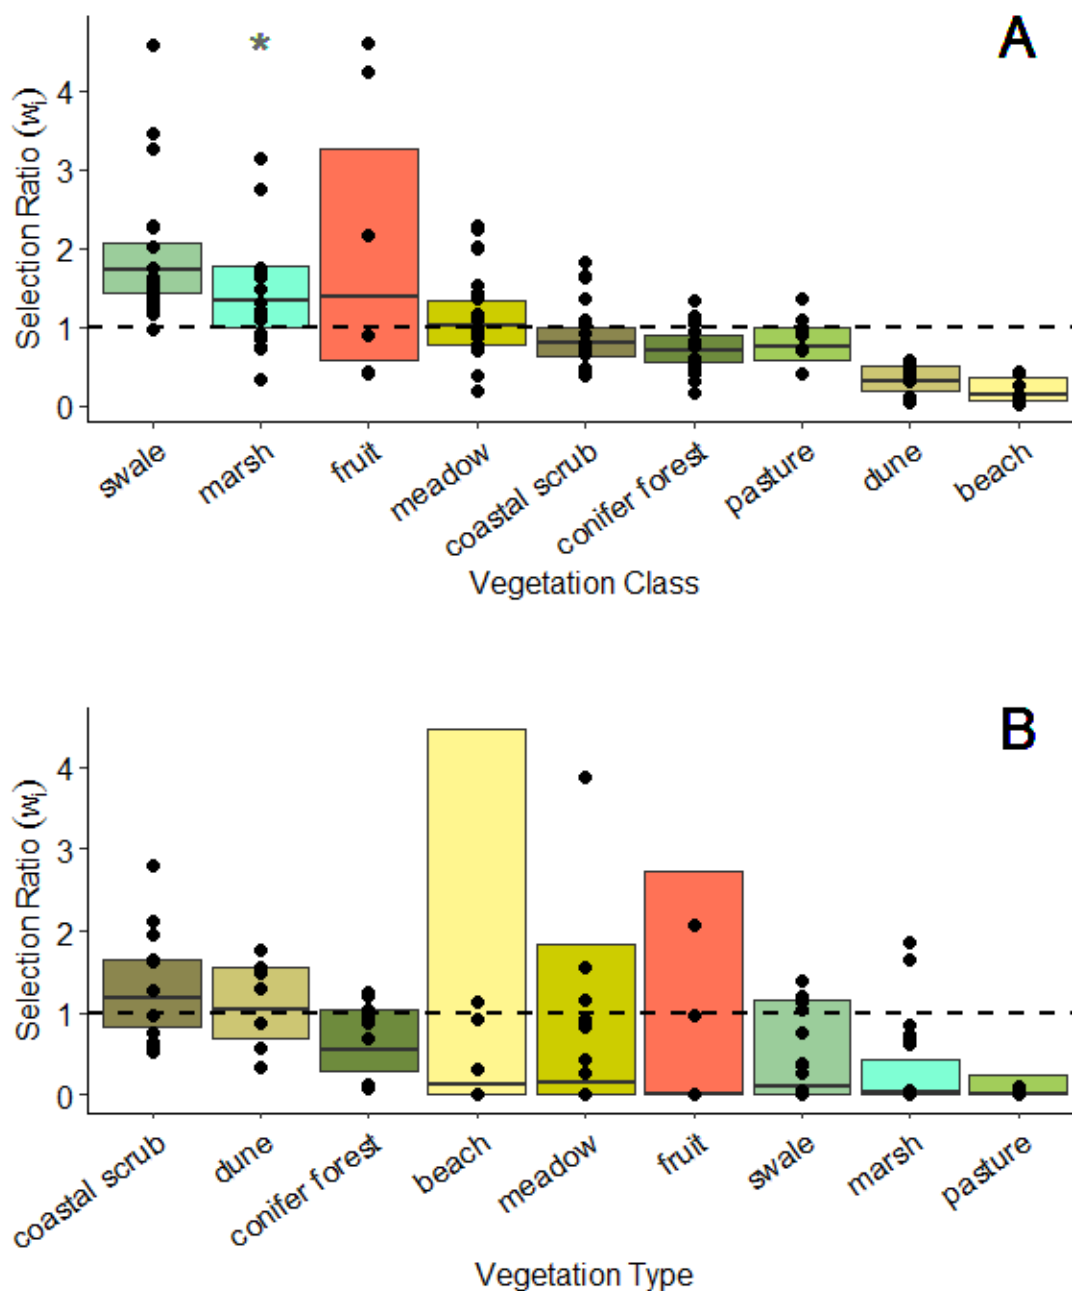 A
*
Selection Ratio (wi)
4
3
2
1
0
swale
marsh
fruit
meadow
coastal scrub
conifer forest
pasture
dune
beach
Vegetation Class
B
Selection Ratio (wi)
4
3
2
1
0
coastal scrub
dune
conifer forest
beach
meadow
fruit
swale
marsh
pasture
Vegetation Type